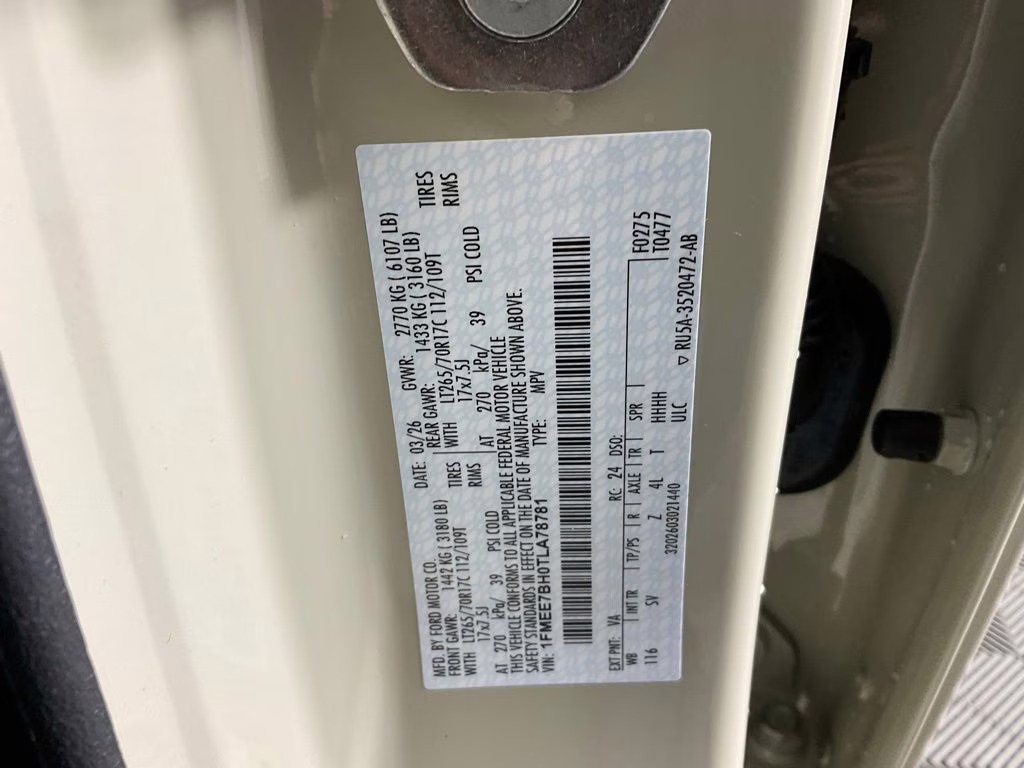 MFD. BY FORD MOTOR CO.
DATE: 03/26 GVWR: 2770 KG ( 6107 LB)
FRONT GAWR: 1442 KG ( 3180 LB) REAR GAWR: 1433 KG ( 3160 LB)
WITH LT265/70R17C 112/109T TIRES WITH LT265/70R17C 112/109T TIRES
17x7.5J RIMS 17x7.5J RIMS
AT 270 kPa/ 39 PSI COLD AT 270 kPa/ 39 PSI COLD
THIS VEHICLE CONFORMS TO ALL APPLICABLE FEDERAL MOTOR VEHICLE
SAFETY STANDARDS IN EFFECT ON THE DATE OF MANUFACTURE SHOWN ABOVE.
VIN: 1FMEE7BH0TLA78781 TYPE: MPV
EXT PNT: VA RC: 24 DSO: F0275
WB INT TR TP/PS R AXLE TR SPR T0477
116 SV Z 4L T HHHH
3202603021440 ULC
▽ RU5A-3520472-AB